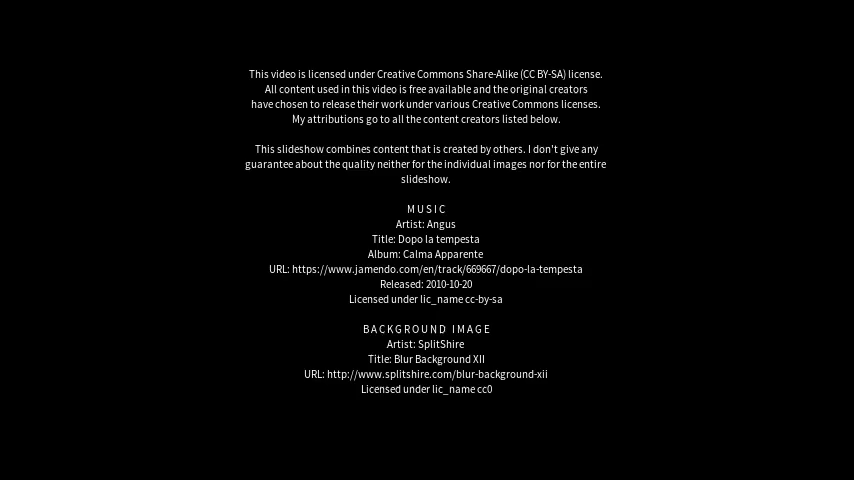 This video is licensed under Creative Commons Share-Alike (CC BY-SA) license.
All content used in this video is free available and the original creators
have chosen to release their work under various Creative Commons licenses.
My attributions go to all the content creators listed below.
This slideshow combines content that is created by others. I don't give any
guarantee about the quality neither for the individual images nor for the entire
slideshow.
MUSIC
Artist: Angus
Title: Dopo la tempesta
Album: Calma Apparente
URL: https://www.jamendo.com/en/track/669667/dopo-la-tempesta
Released: 2010-10-20
Licensed under lic_name cc-by-sa
BACKGROUND IMAGE
Artist: SplitShire
Title: Blur Background XII
URL: http://www.splitshire.com/blur-background-xii
Licensed under lic_name cc0